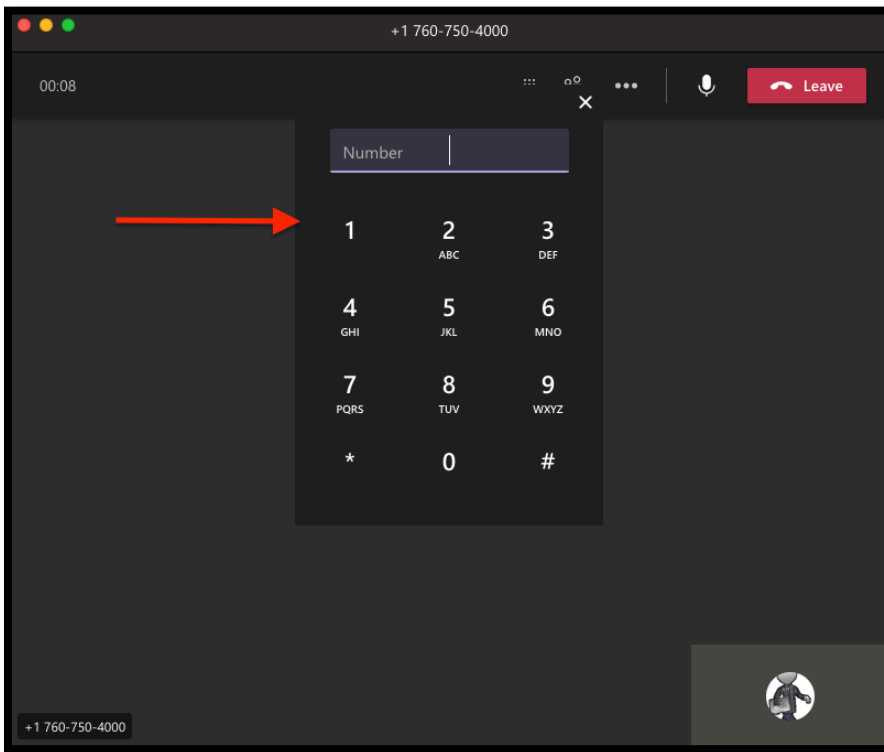 +1 760-750-4000
00:08
Leave
Number
1 2 3
ABC DEF
4 5 6
GHI JKL MNO
7 8 9
PQRS TUV WXYZ
* 0 #
+1 760-750-4000